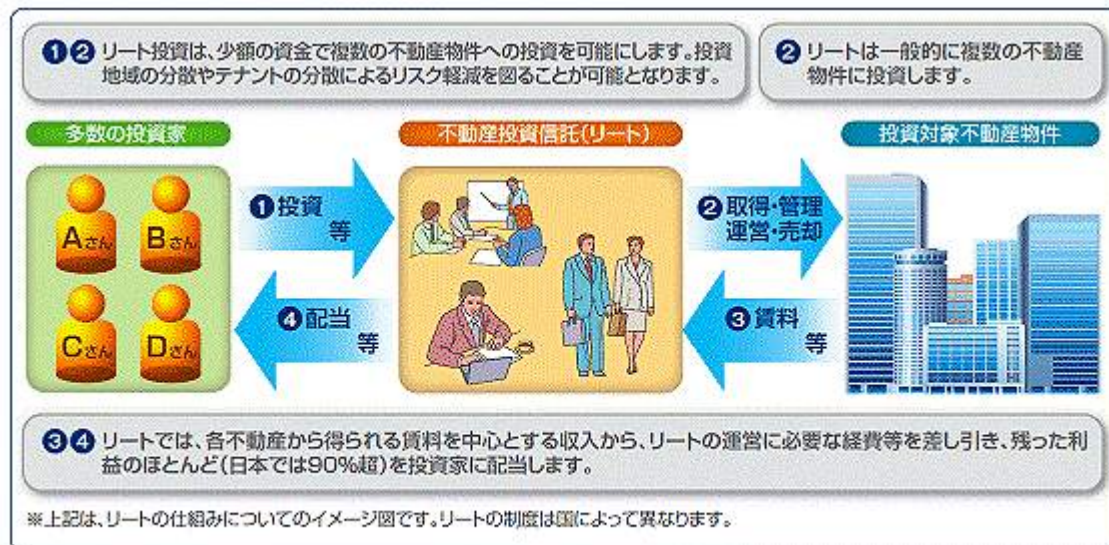 ❶❷ リート投資は、少額の資金で複数の不動産物件への投資を可能にします。投資
地域の分散やテナントの分散によるリスク軽減を図ることが可能となります。
❷ リートは一般的に複数の不動産
物件に投資します。
多数の投資家
不動産投資信託(リート)
投資対象不動産物件
Aさん
Bさん
Cさん
Dさん
❶投資
等
❷取得・管理
運営・売却
❹配当
等
❸賃料
等
❸❹ リートでは、各不動産から得られる賃料を中心とする収入から、リートの運営に必要な経費等を差し引き、残った利
益のほとんど(日本では90%超)を投資家に配当します。
※上記は、リートの仕組みについてのイメージ図です。リートの制度は国によって異なります。